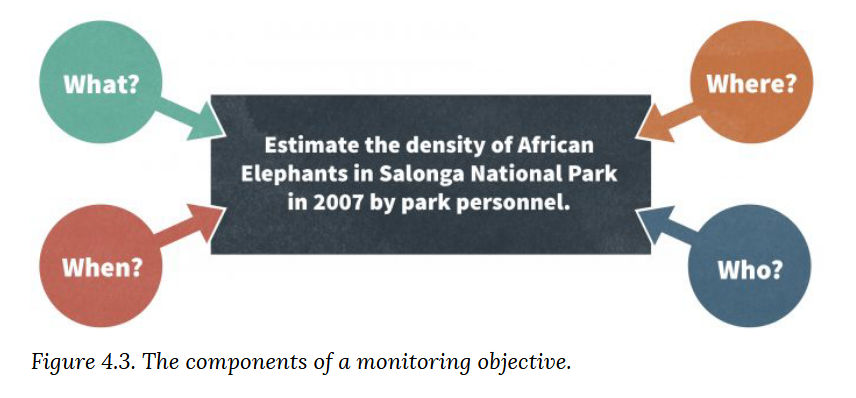 What?
Where?
Estimate the density of African
Elephants in Salonga National Park
in 2007 by park personnel.
When?
Who?
Figure 4.3. The components of a monitoring objective.